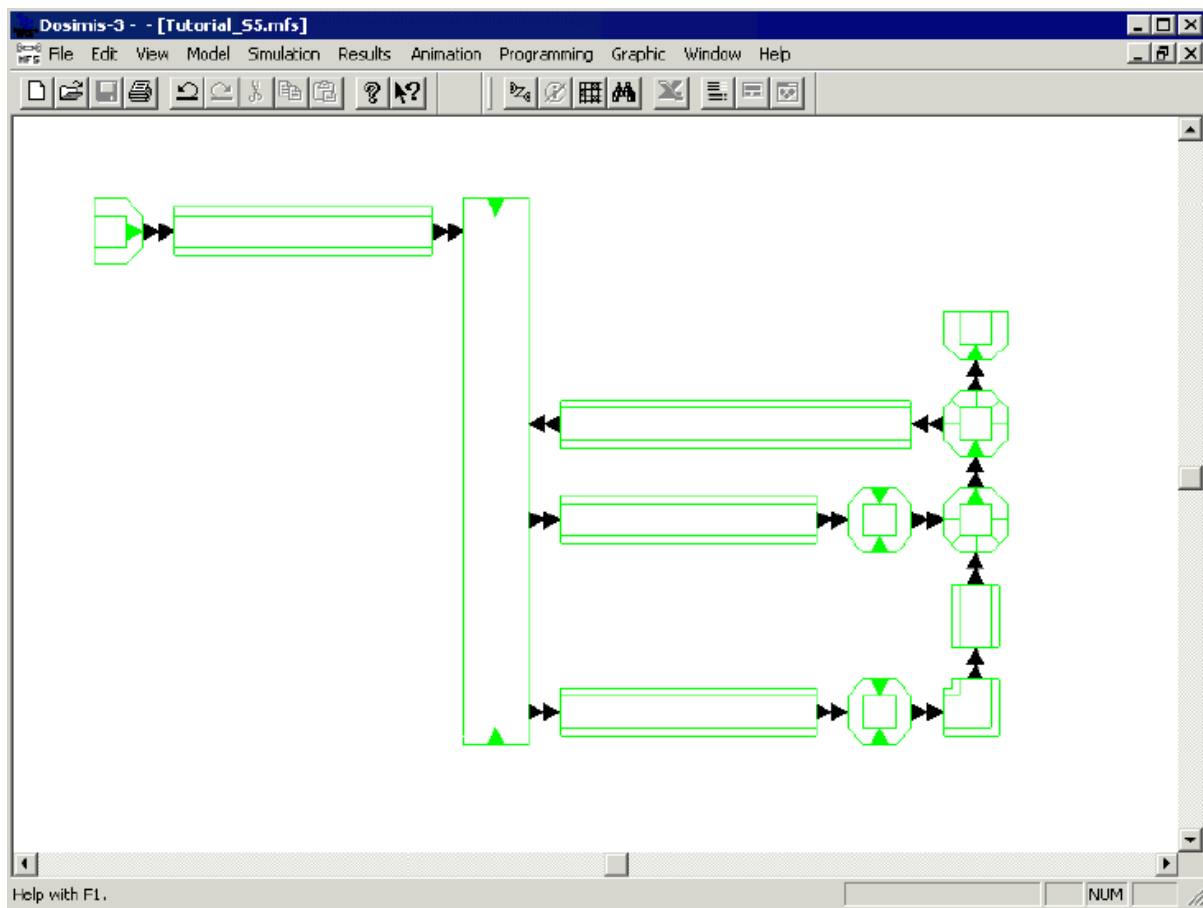 Dosimis-3 - - [Tutorial_S5.mfs]
MFS File Edit View Model Simulation Results Animation Programming Graphic Window Help
Help with F1. NUM